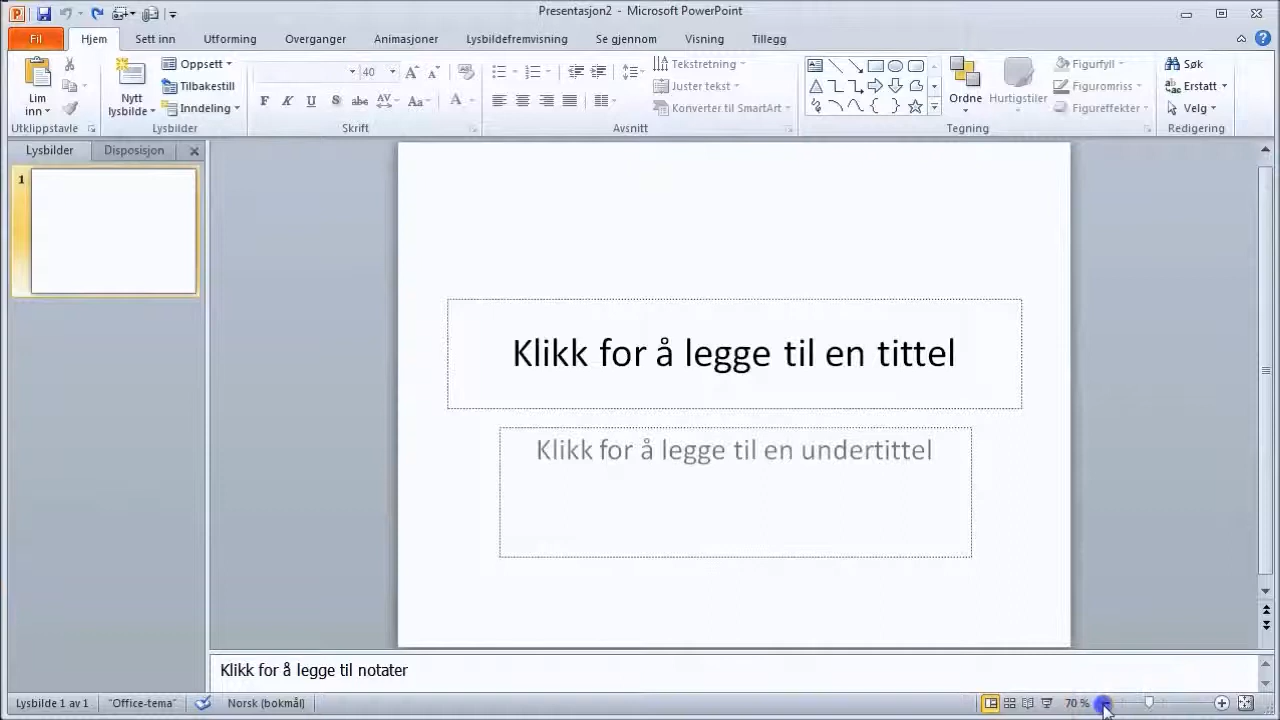 Presentasjon2 - Microsoft PowerPoint
Fil Hjem Sett inn Utforming Overganger Animasjoner Lysbildefremvisning Se gjennom Visning Tillegg
Lim inn
Utklippstavle
Nytt lysbilde
Oppsett
Tilbakestill
Inndeling
Lysbilder
40
F K U S abc AV Aa A
Skrift
Tekstretning
Juster tekst
Konverter til SmartArt
Avsnitt
Ordne
Hurtigstiler
Figurfyll
Figuromriss
Figureffekter
Tegning
Søk
Erstatt
Velg
Redigering
Lysbilder Disposisjon
1
Klikk for å legge til en tittel
Klikk for å legge til en undertittel
Klikk for å legge til notater
Lysbilde 1 av 1 "Office-tema" Norsk (bokmål) 70 %